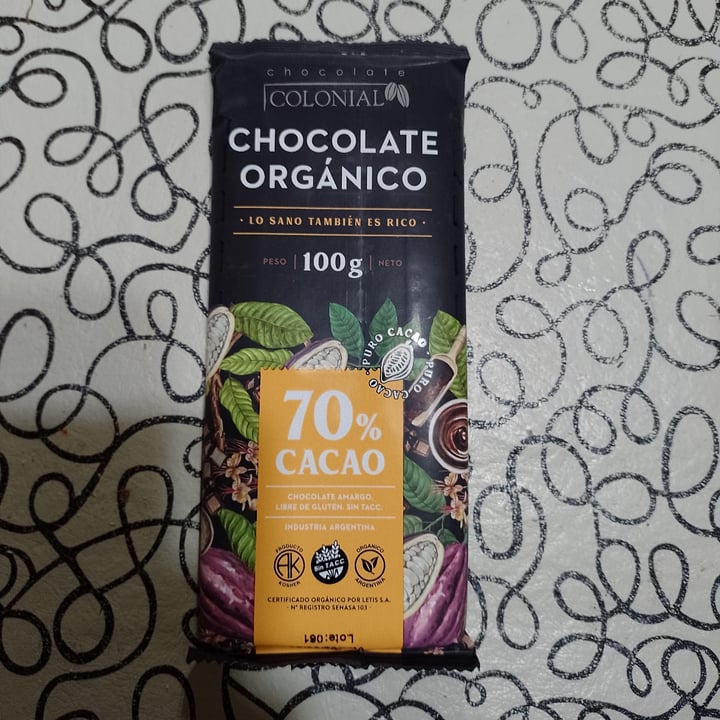 chocolate
COLONIAL
CHOCOLATE
ORGÁNICO
· LO SANO TAMBIÉN ES RICO ·
PESO | 100g | NETO
PURO CACAO · PURO CACAO ·
70%
CACAO
CHOCOLATE AMARGO.
LIBRE DE GLUTEN. SIN TACC.
INDUSTRIA ARGENTINA
PRODUCTO
KOSHER
Sin T.A.C.C.
ORGÁNICO
ARGENTINA
CERTIFICADO ORGÁNICO POR LETIS S.A.
- Nº REGISTRO SENASA 103 -
Lote:061